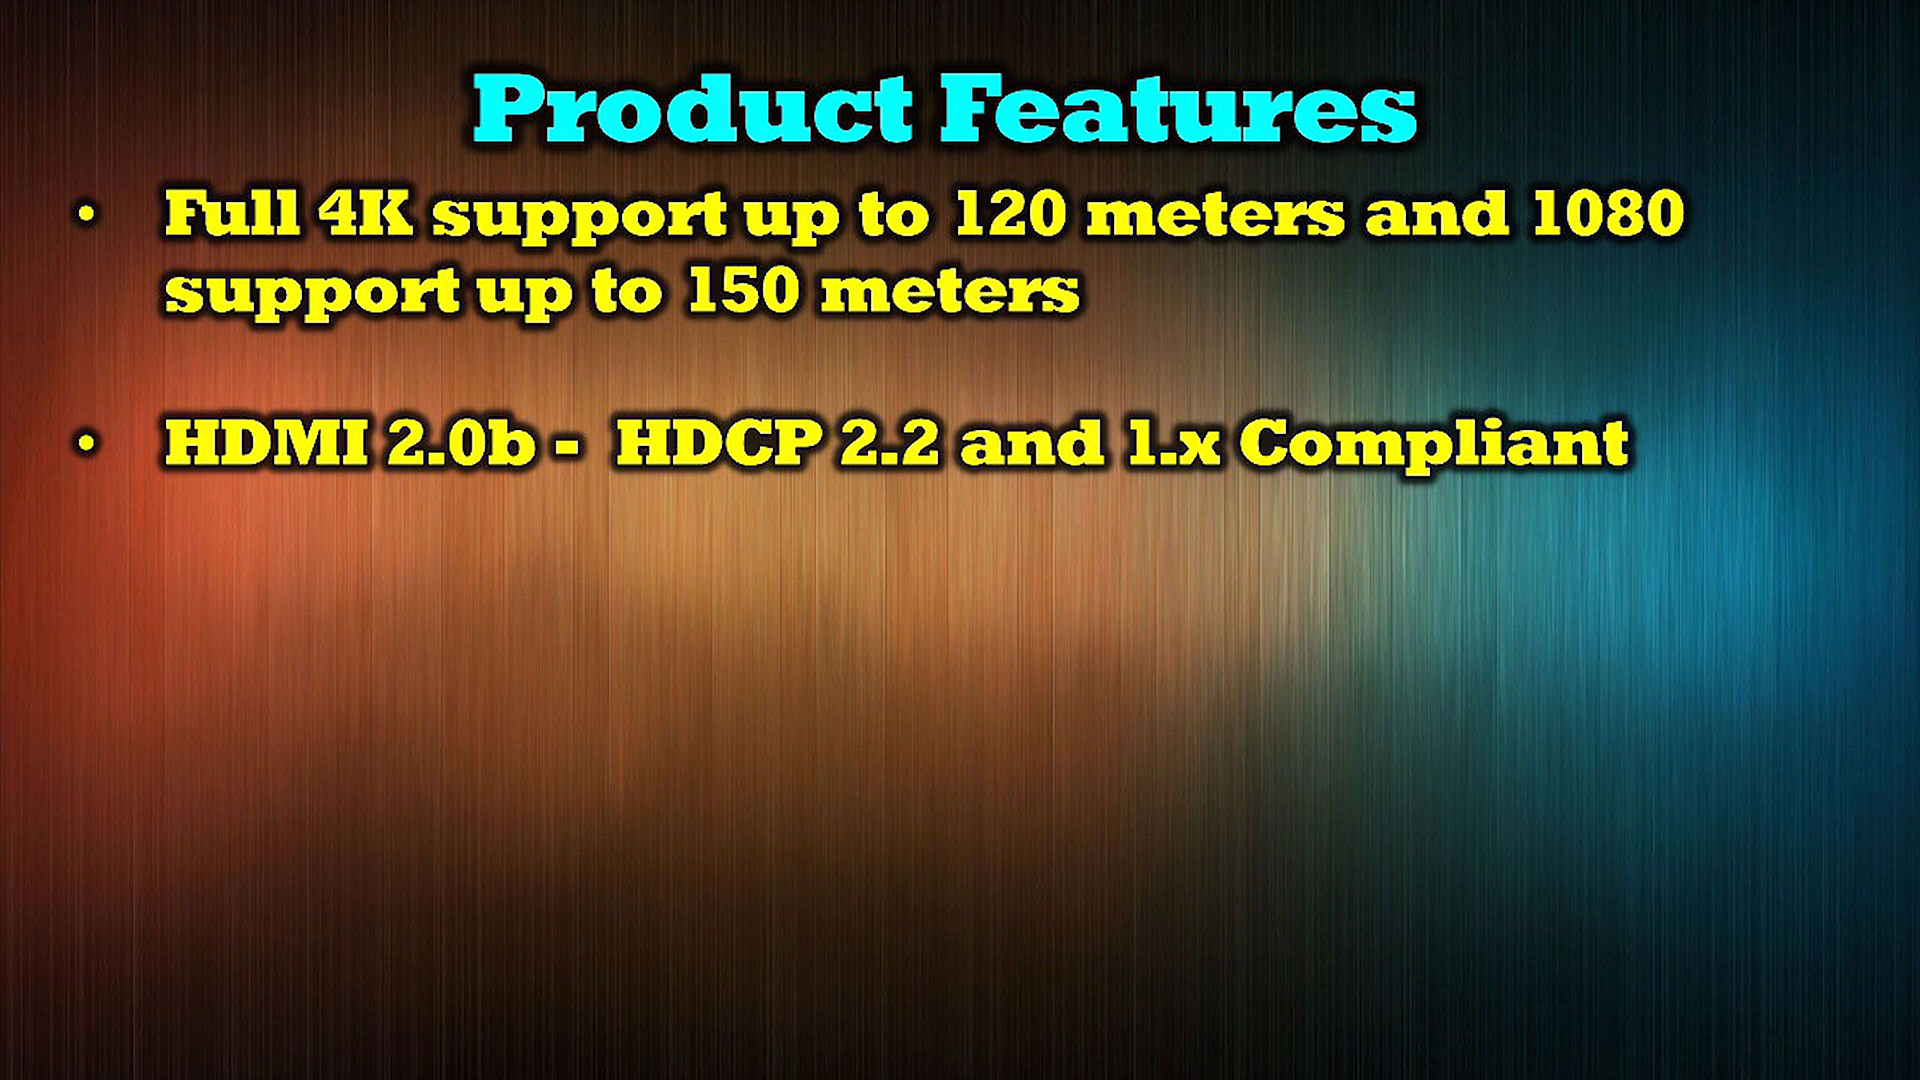 Product Features
• Full 4K support up to 120 meters and 1080
support up to 150 meters
• HDMI 2.0b - HDCP 2.2 and 1.x Compliant